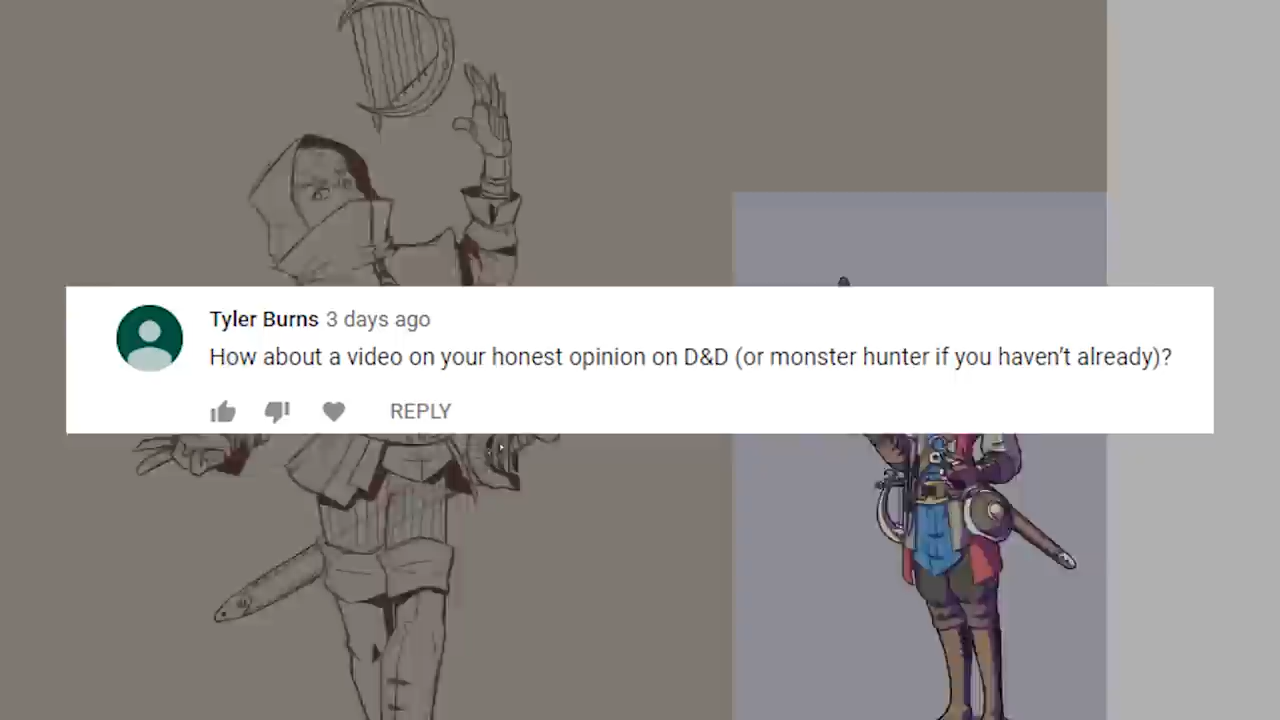 Tyler Burns 3 days ago
How about a video on your honest opinion on D&D (or monster hunter if you haven’t already)?
REPLY